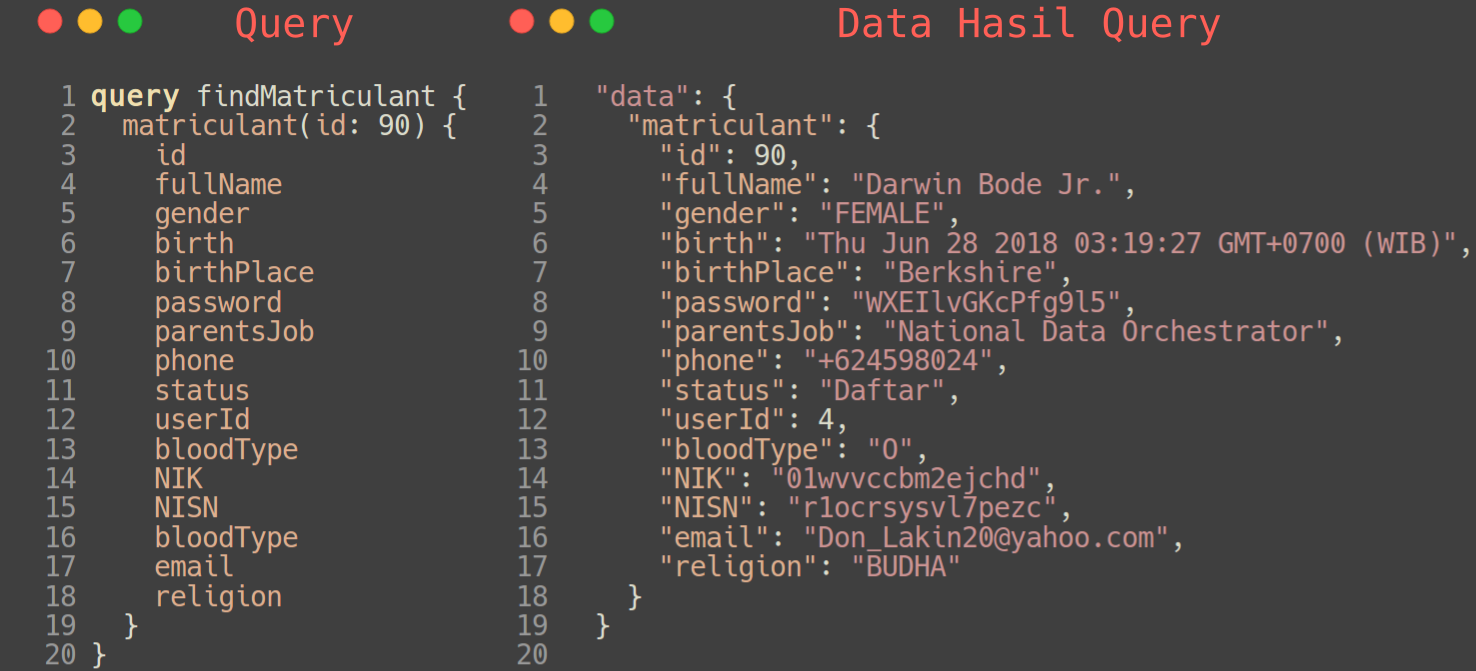 Query
1 query findMatriculant {
2   matriculant(id: 90) {
3     id
4     fullName
5     gender
6     birth
7     birthPlace
8     password
9     parentsJob
10     phone
11     status
12     userId
13     bloodType
14     NIK
15     NISN
16     bloodType
17     email
18     religion
19   }
20 }
Data Hasil Query
1   "data": {
2     "matriculant": {
3       "id": 90,
4       "fullName": "Darwin Bode Jr.",
5       "gender": "FEMALE",
6       "birth": "Thu Jun 28 2018 03:19:27 GMT+0700 (WIB)",
7       "birthPlace": "Berkshire",
8       "password": "WXEIlvGKcPfg9l5",
9       "parentsJob": "National Data Orchestrator",
10       "phone": "+624598024",
11       "status": "Daftar",
12       "userId": 4,
13       "bloodType": "O",
14       "NIK": "01wvvccbm2ejchd",
15       "NISN": "r1ocrsysvl7pezc",
16       "email": "Don_Lakin20@yahoo.com",
17       "religion": "BUDHA"
18     }
19   }
20